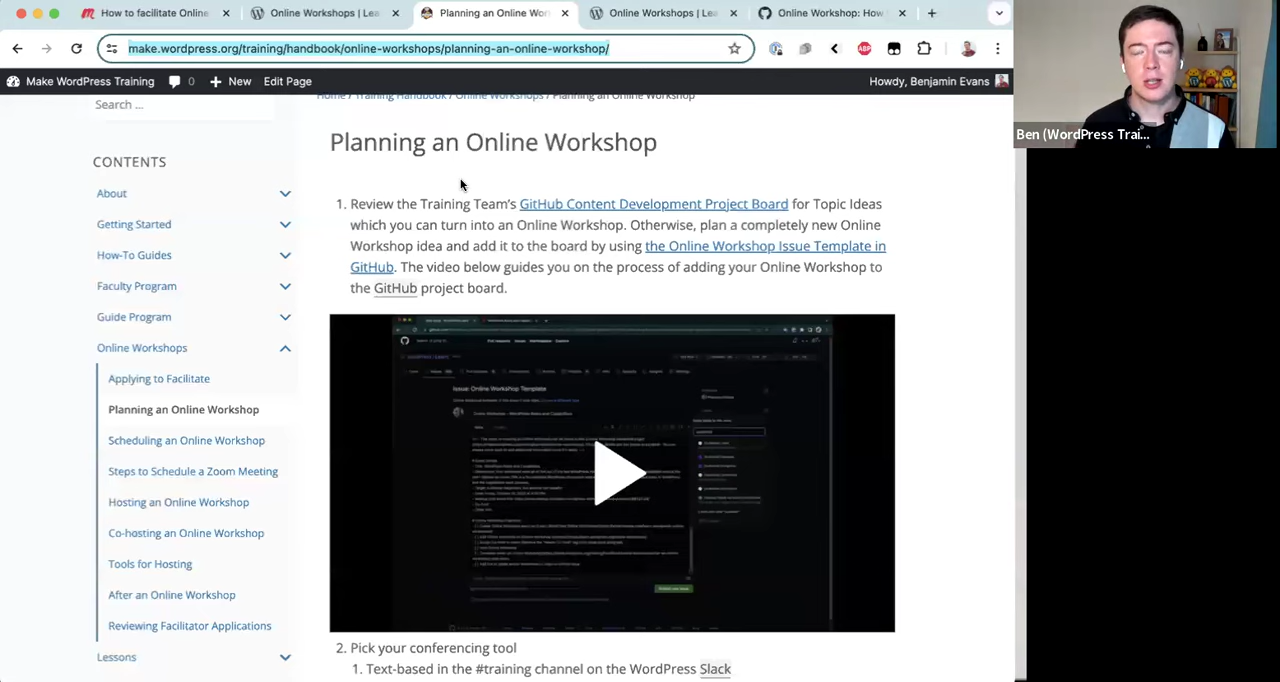 How to facilitate Online
Online Workshops | Lea
Planning an Online Wor
Online Workshops | Lea
Online Workshop: How
make.wordpress.org/training/handbook/online-workshops/planning-an-online-workshop/
ABP
Make WordPress Training
0
New
Edit Page
Howdy, Benjamin Evans
Ben (WordPress Trai...
Search ...
Home / Training Handbook / Online Workshops / Planning an Online Workshop
CONTENTS
About
Getting Started
How-To Guides
Faculty Program
Guide Program
Online Workshops
Applying to Facilitate
Planning an Online Workshop
Scheduling an Online Workshop
Steps to Schedule a Zoom Meeting
Hosting an Online Workshop
Co-hosting an Online Workshop
Tools for Hosting
After an Online Workshop
Reviewing Facilitator Applications
Lessons
Planning an Online Workshop
1. Review the Training Team's GitHub Content Development Project Board for Topic Ideas
which you can turn into an Online Workshop. Otherwise, plan a completely new Online
Workshop idea and add it to the board by using the Online Workshop Issue Template in
GitHub. The video below guides you on the process of adding your Online Workshop to
the GitHub project board.
Issue: Online Workshop Template
2. Pick your conferencing tool
1. Text-based in the #training channel on the WordPress Slack